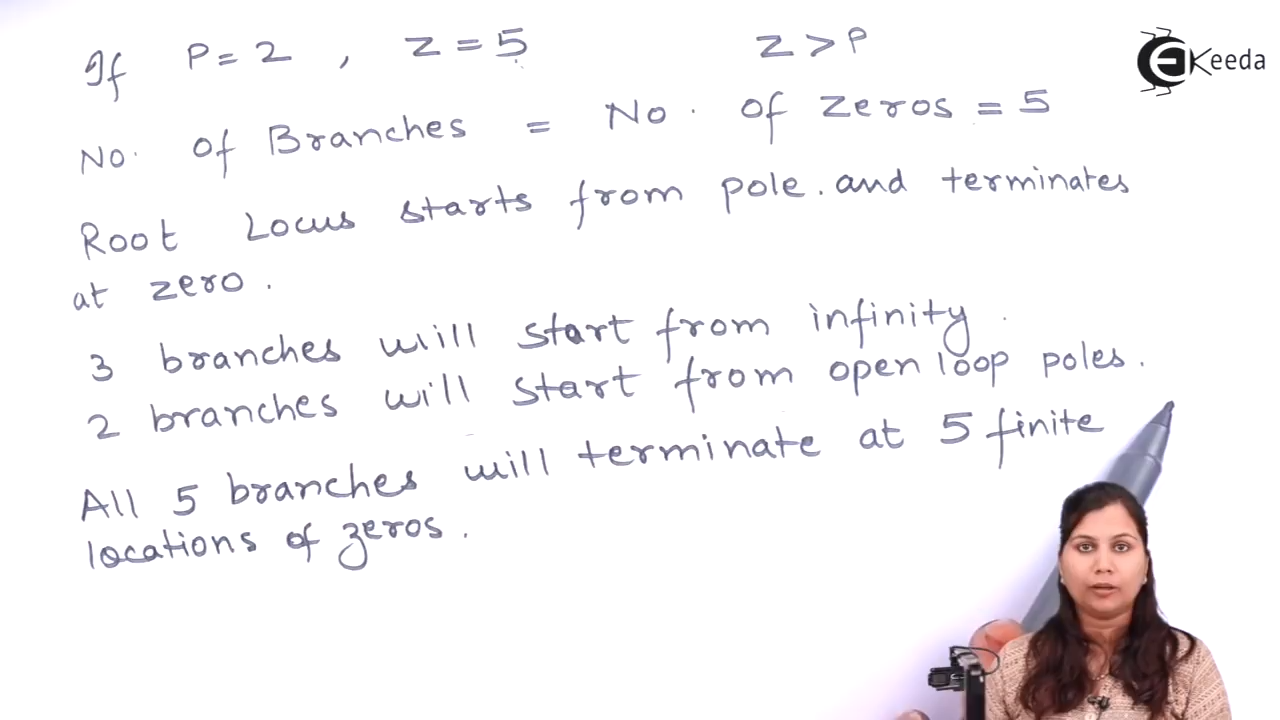 If P = 2 , Z = 5 Z > P
EKeeda
No. of Branches = No. of zeros = 5
Root Locus starts from pole. and terminates
at zero.
3 branches will start from infinity.
2 branches will start from open loop poles.
All 5 branches will terminate at 5 finite
locations of zeros.